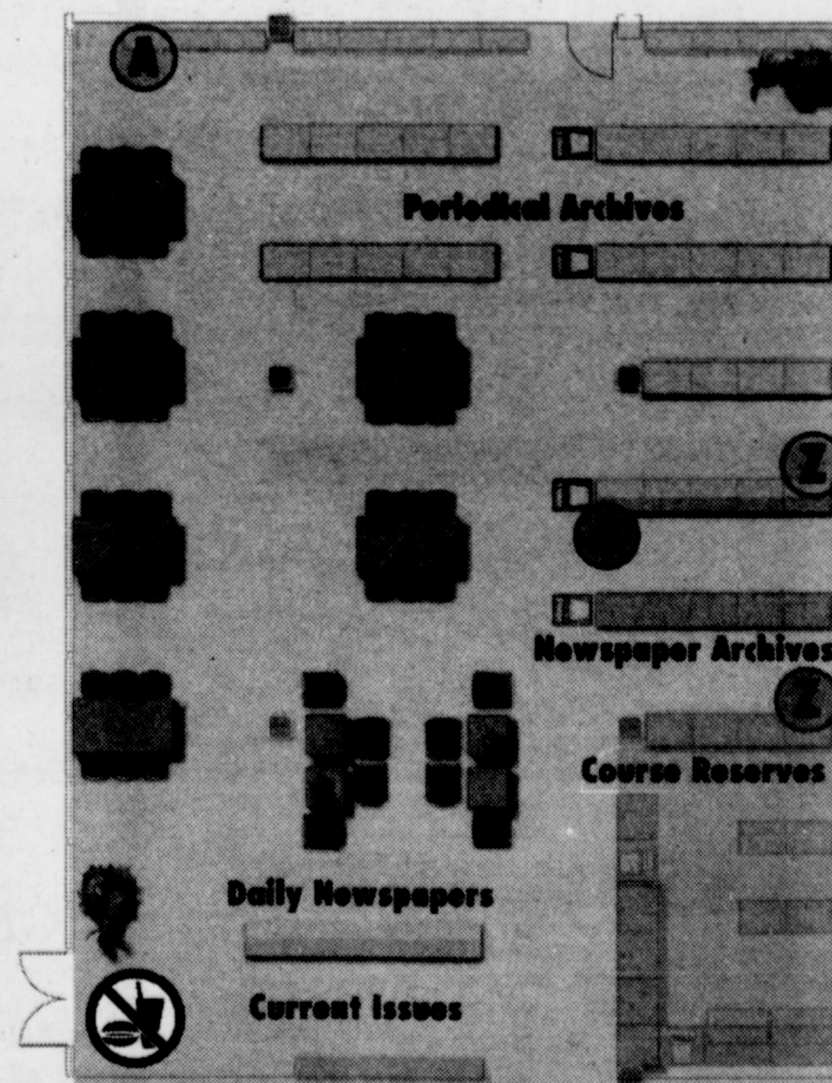 A
Periodical Archives
Z
Newspaper Archives
Z
Course Reserves
Daily Newspapers
Current Issues